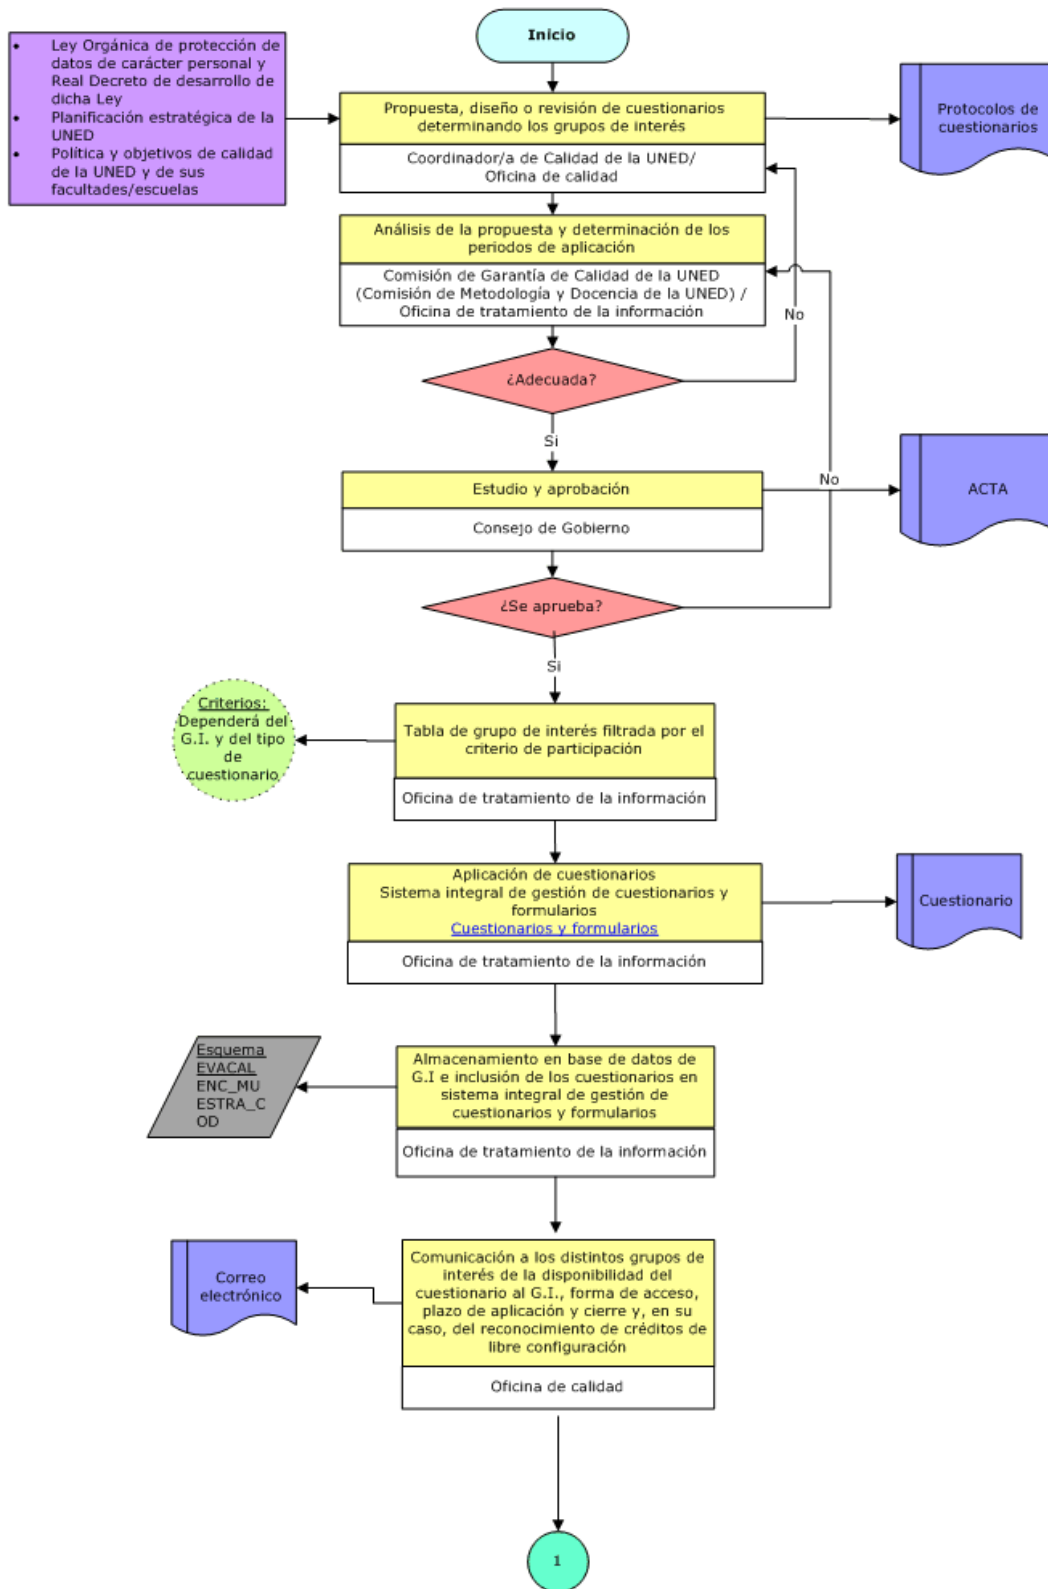 Inicio
• Ley Orgánica de protección de
datos de carácter personal y
Real Decreto de desarrollo de
dicha Ley
• Planificación estratégica de la
UNED
• Política y objetivos de calidad
de la UNED y de sus
facultades/escuelas
Propuesta, diseño o revisión de cuestionarios
determinando los grupos de interés
Coordinador/a de Calidad de la UNED/
Oficina de calidad
Protocolos de
cuestionarios
Análisis de la propuesta y determinación de los
periodos de aplicación
Comisión de Garantía de Calidad de la UNED
(Comisión de Metodología y Docencia de la UNED) /
Oficina de tratamiento de la información
No
¿Adecuada?
Si
Estudio y aprobación
Consejo de Gobierno
No
ACTA
¿Se aprueba?
Si
Criterios:
Dependerá del
G.I. y del tipo
de
cuestionario
Tabla de grupo de interés filtrada por el
criterio de participación
Oficina de tratamiento de la información
Aplicación de cuestionarios
Sistema integral de gestión de cuestionarios y
formularios
Cuestionarios y formularios
Oficina de tratamiento de la información
Cuestionario
Esquema
EVACAL
ENC_MU
ESTRA_C
OD
Almacenamiento en base de datos de
G.I e inclusión de los cuestionarios en
sistema integral de gestión de
cuestionarios y formularios
Oficina de tratamiento de la información
Correo
electrónico
Comunicación a los distintos grupos de
interés de la disponibilidad del
cuestionario al G.I., forma de acceso,
plazo de aplicación y cierre y, en su
caso, del reconocimiento de créditos de
libre configuración
Oficina de calidad
1